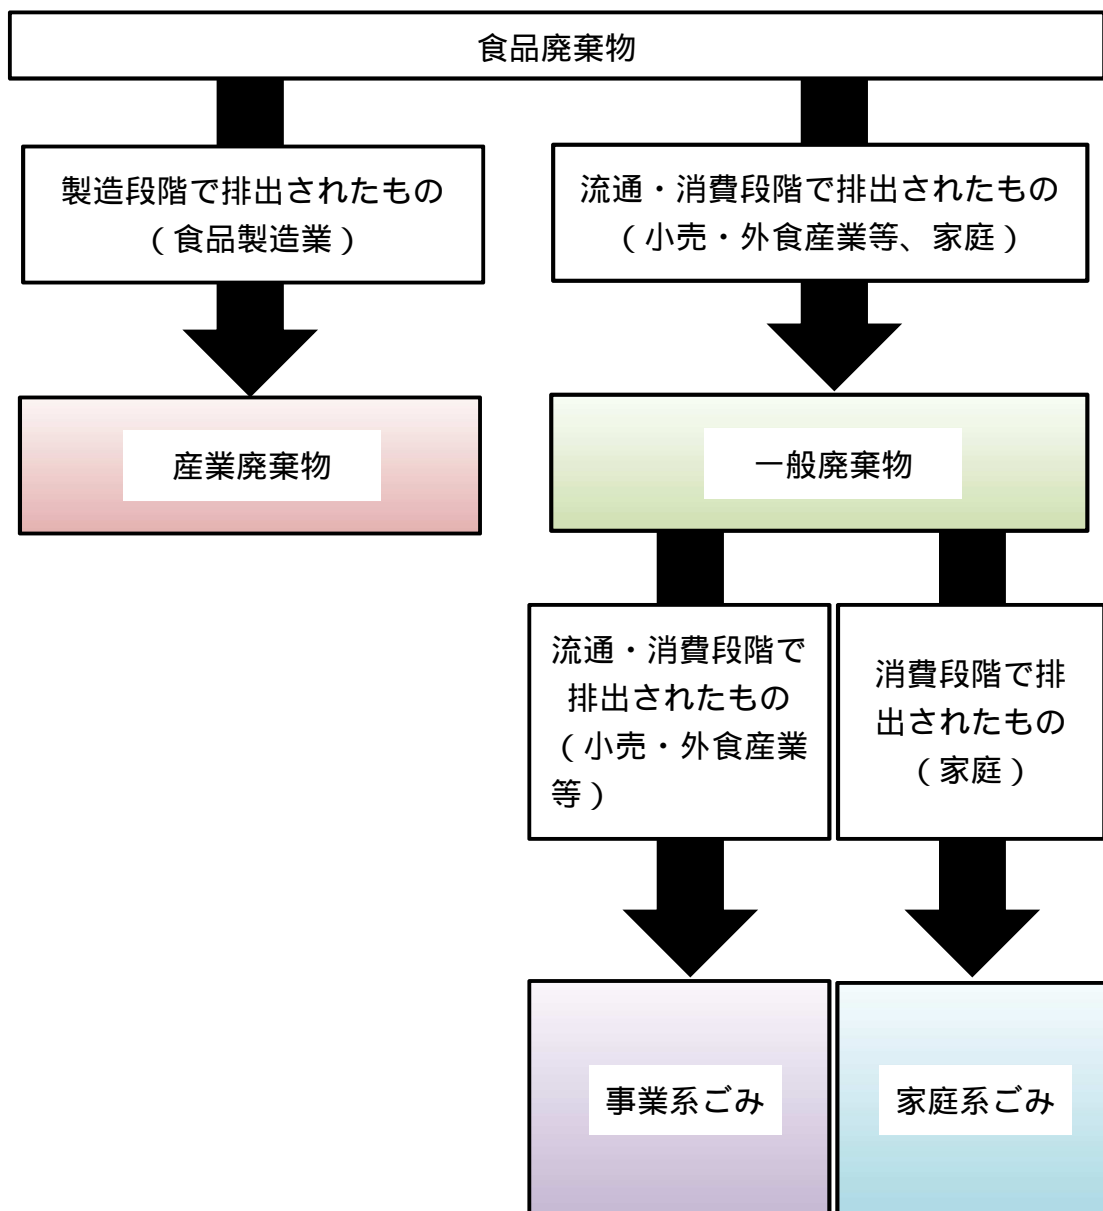 食品廃棄物
製造段階で排出されたもの
（食品製造業）
流通・消費段階で排出されたもの
（小売・外食産業等、家庭）
産業廃棄物
一般廃棄物
流通・消費段階で
排出されたもの
（小売・外食産業
等）
消費段階で排
出されたもの
（家庭）
事業系ごみ
家庭系ごみ